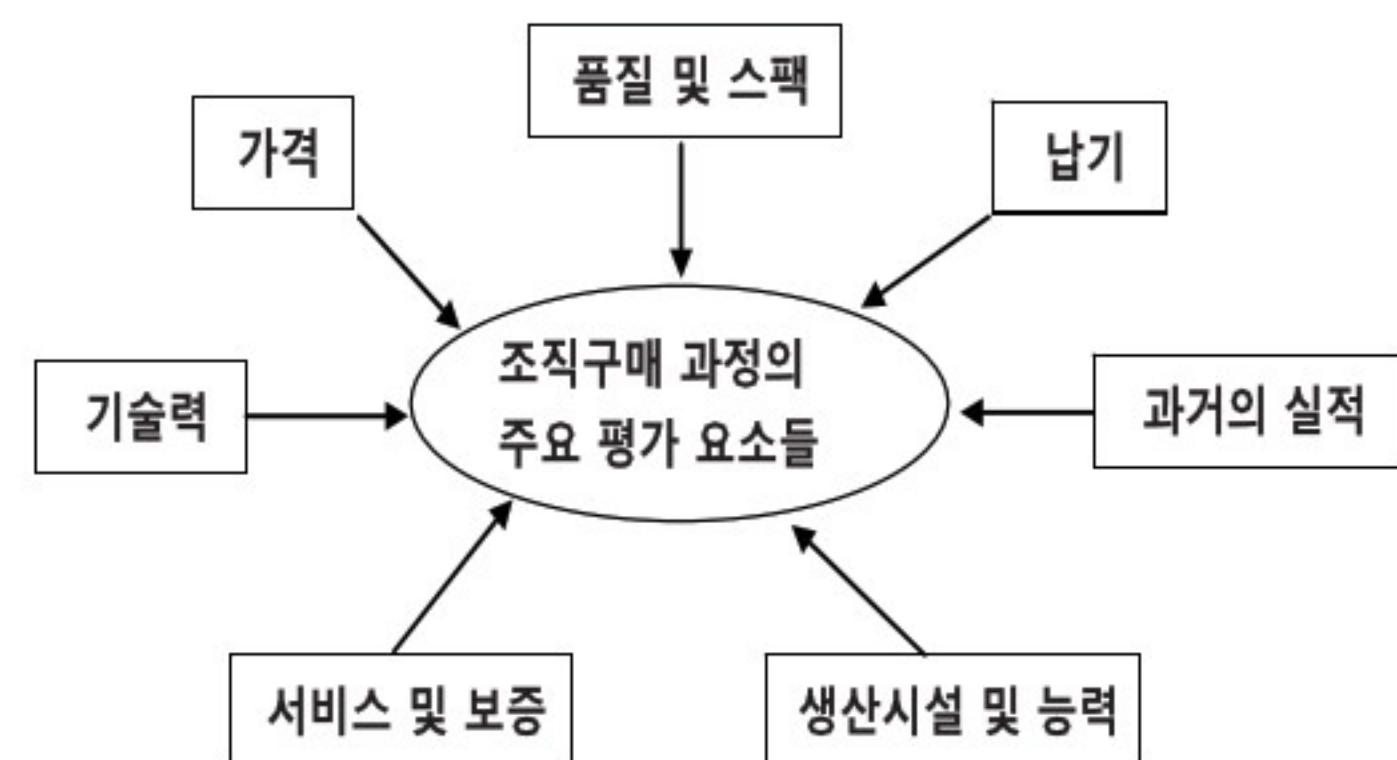 품질 및 스팩
가격
납기
조직구매 과정의
주요 평가 요소들
기술력
과거의 실적
서비스 및 보증
생산시설 및 능력